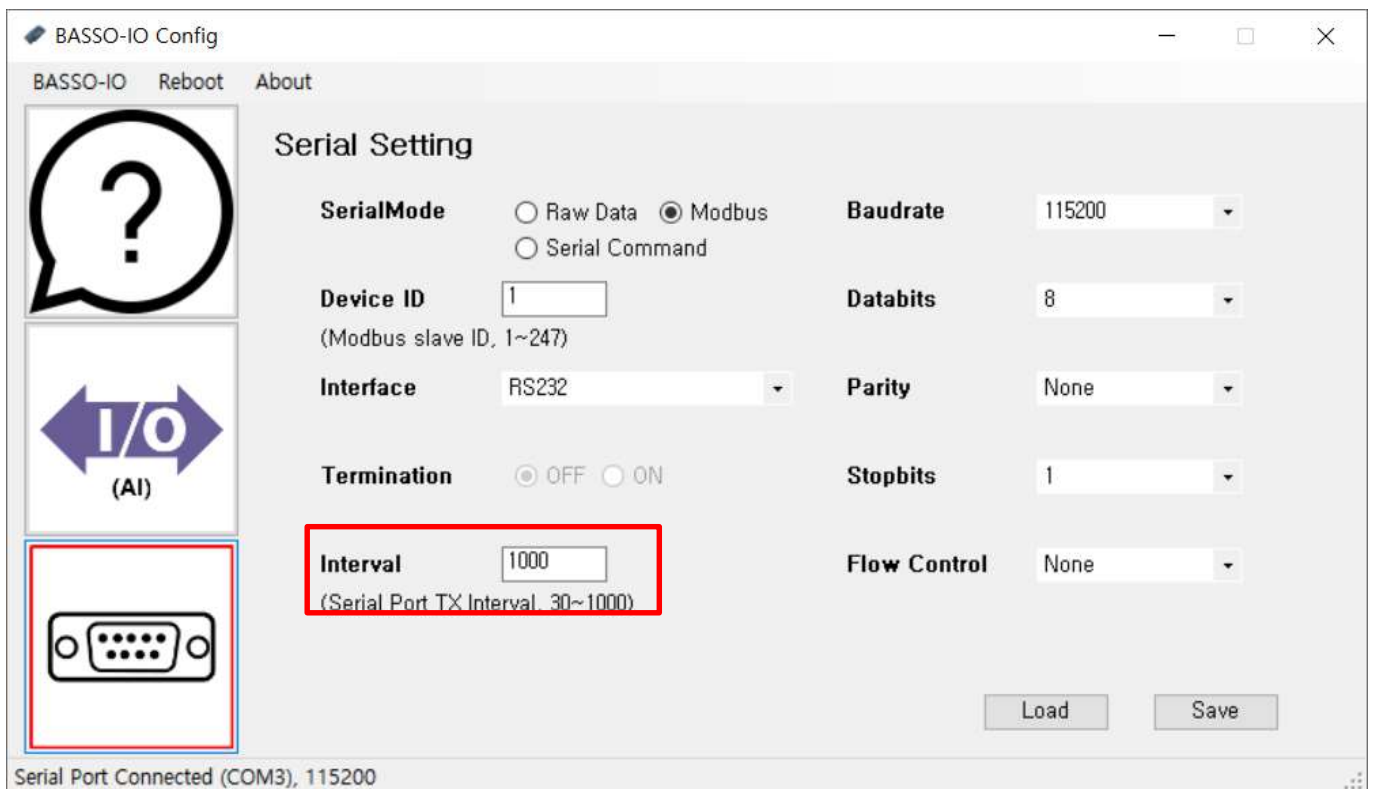 BASSO-IO Config
BASSO-IO Reboot About
?
I/O
(AI)
Serial Setting
SerialMode Raw Data Modbus
Serial Command
Device ID 1
(Modbus slave ID, 1~247)
Interface RS232
Termination OFF ON
Interval 1000
(Serial Port TX Interval, 30~1000)
Baudrate 115200
Databits 8
Parity None
Stopbits 1
Flow Control None
Load Save
Serial Port Connected (COM3), 115200